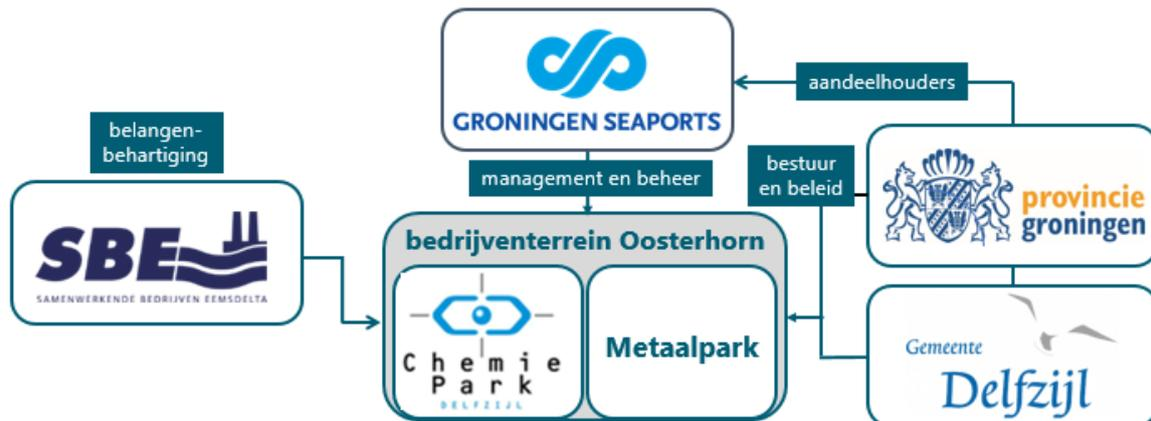 GRONINGEN SEAPORTS
aandeelhouders
belangen-
behartiging
management en beheer
bestuur
en beleid
provincie
groningen
SBE
SAMENWERKENDE BEDRIJVEN EEMSDELTA
bedrijventerrein Oosterhorn
Chemie
Park
DELFZIJL
Metaalpark
Gemeente
Delfzijl